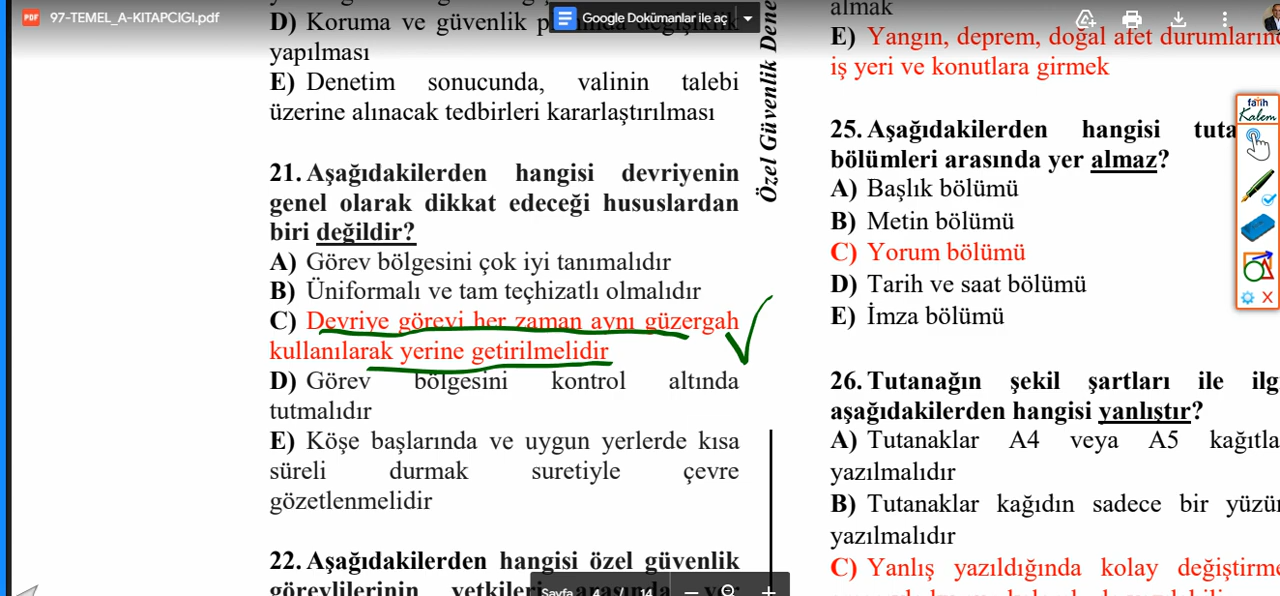 PDF 97-TEMEL_A-KITAPCIGI.pdf
Google Dokümanlar ile aç
D) Koruma ve güvenlik
yapılması
E) Denetim sonucunda, valinin talebi
üzerine alınacak tedbirleri kararlaştırılması
21. Aşağıdakilerden hangisi devriyenin
genel olarak dikkat edeceği hususlardan
biri değildir?
A) Görev bölgesini çok iyi tanımalıdır
B) Üniformalı ve tam teçhizatlı olmalıdır
C) Devriye görevi her zaman aynı güzergah
kullanılarak yerine getirilmelidir
D) Görev bölgesini kontrol altında
tutmalıdır
E) Köşe başlarında ve uygun yerlerde kısa
süreli durmak suretiyle çevre
gözetlenmelidir
22. Aşağıdakilerden hangisi özel güvenlik
görevlilerinin
Özel Güvenlik Dene
almak
E) Yangın, deprem, doğal afet durumlarında
iş yeri ve konutlara girmek
25. Aşağıdakilerden hangisi tuta
bölümleri arasında yer almaz?
A) Başlık bölümü
B) Metin bölümü
C) Yorum bölümü
D) Tarih ve saat bölümü
E) İmza bölümü
26. Tutanağın şekil şartları ile ilg
aşağıdakilerden hangisi yanlıştır?
A) Tutanaklar A4 veya A5 kağıtla
yazılmalıdır
B) Tutanaklar kağıdın sadece bir yüzü
yazılmalıdır
C) Yanlış yazıldığında kolay değiştirme
fatih
Kalem
Sayfa 4 / 14